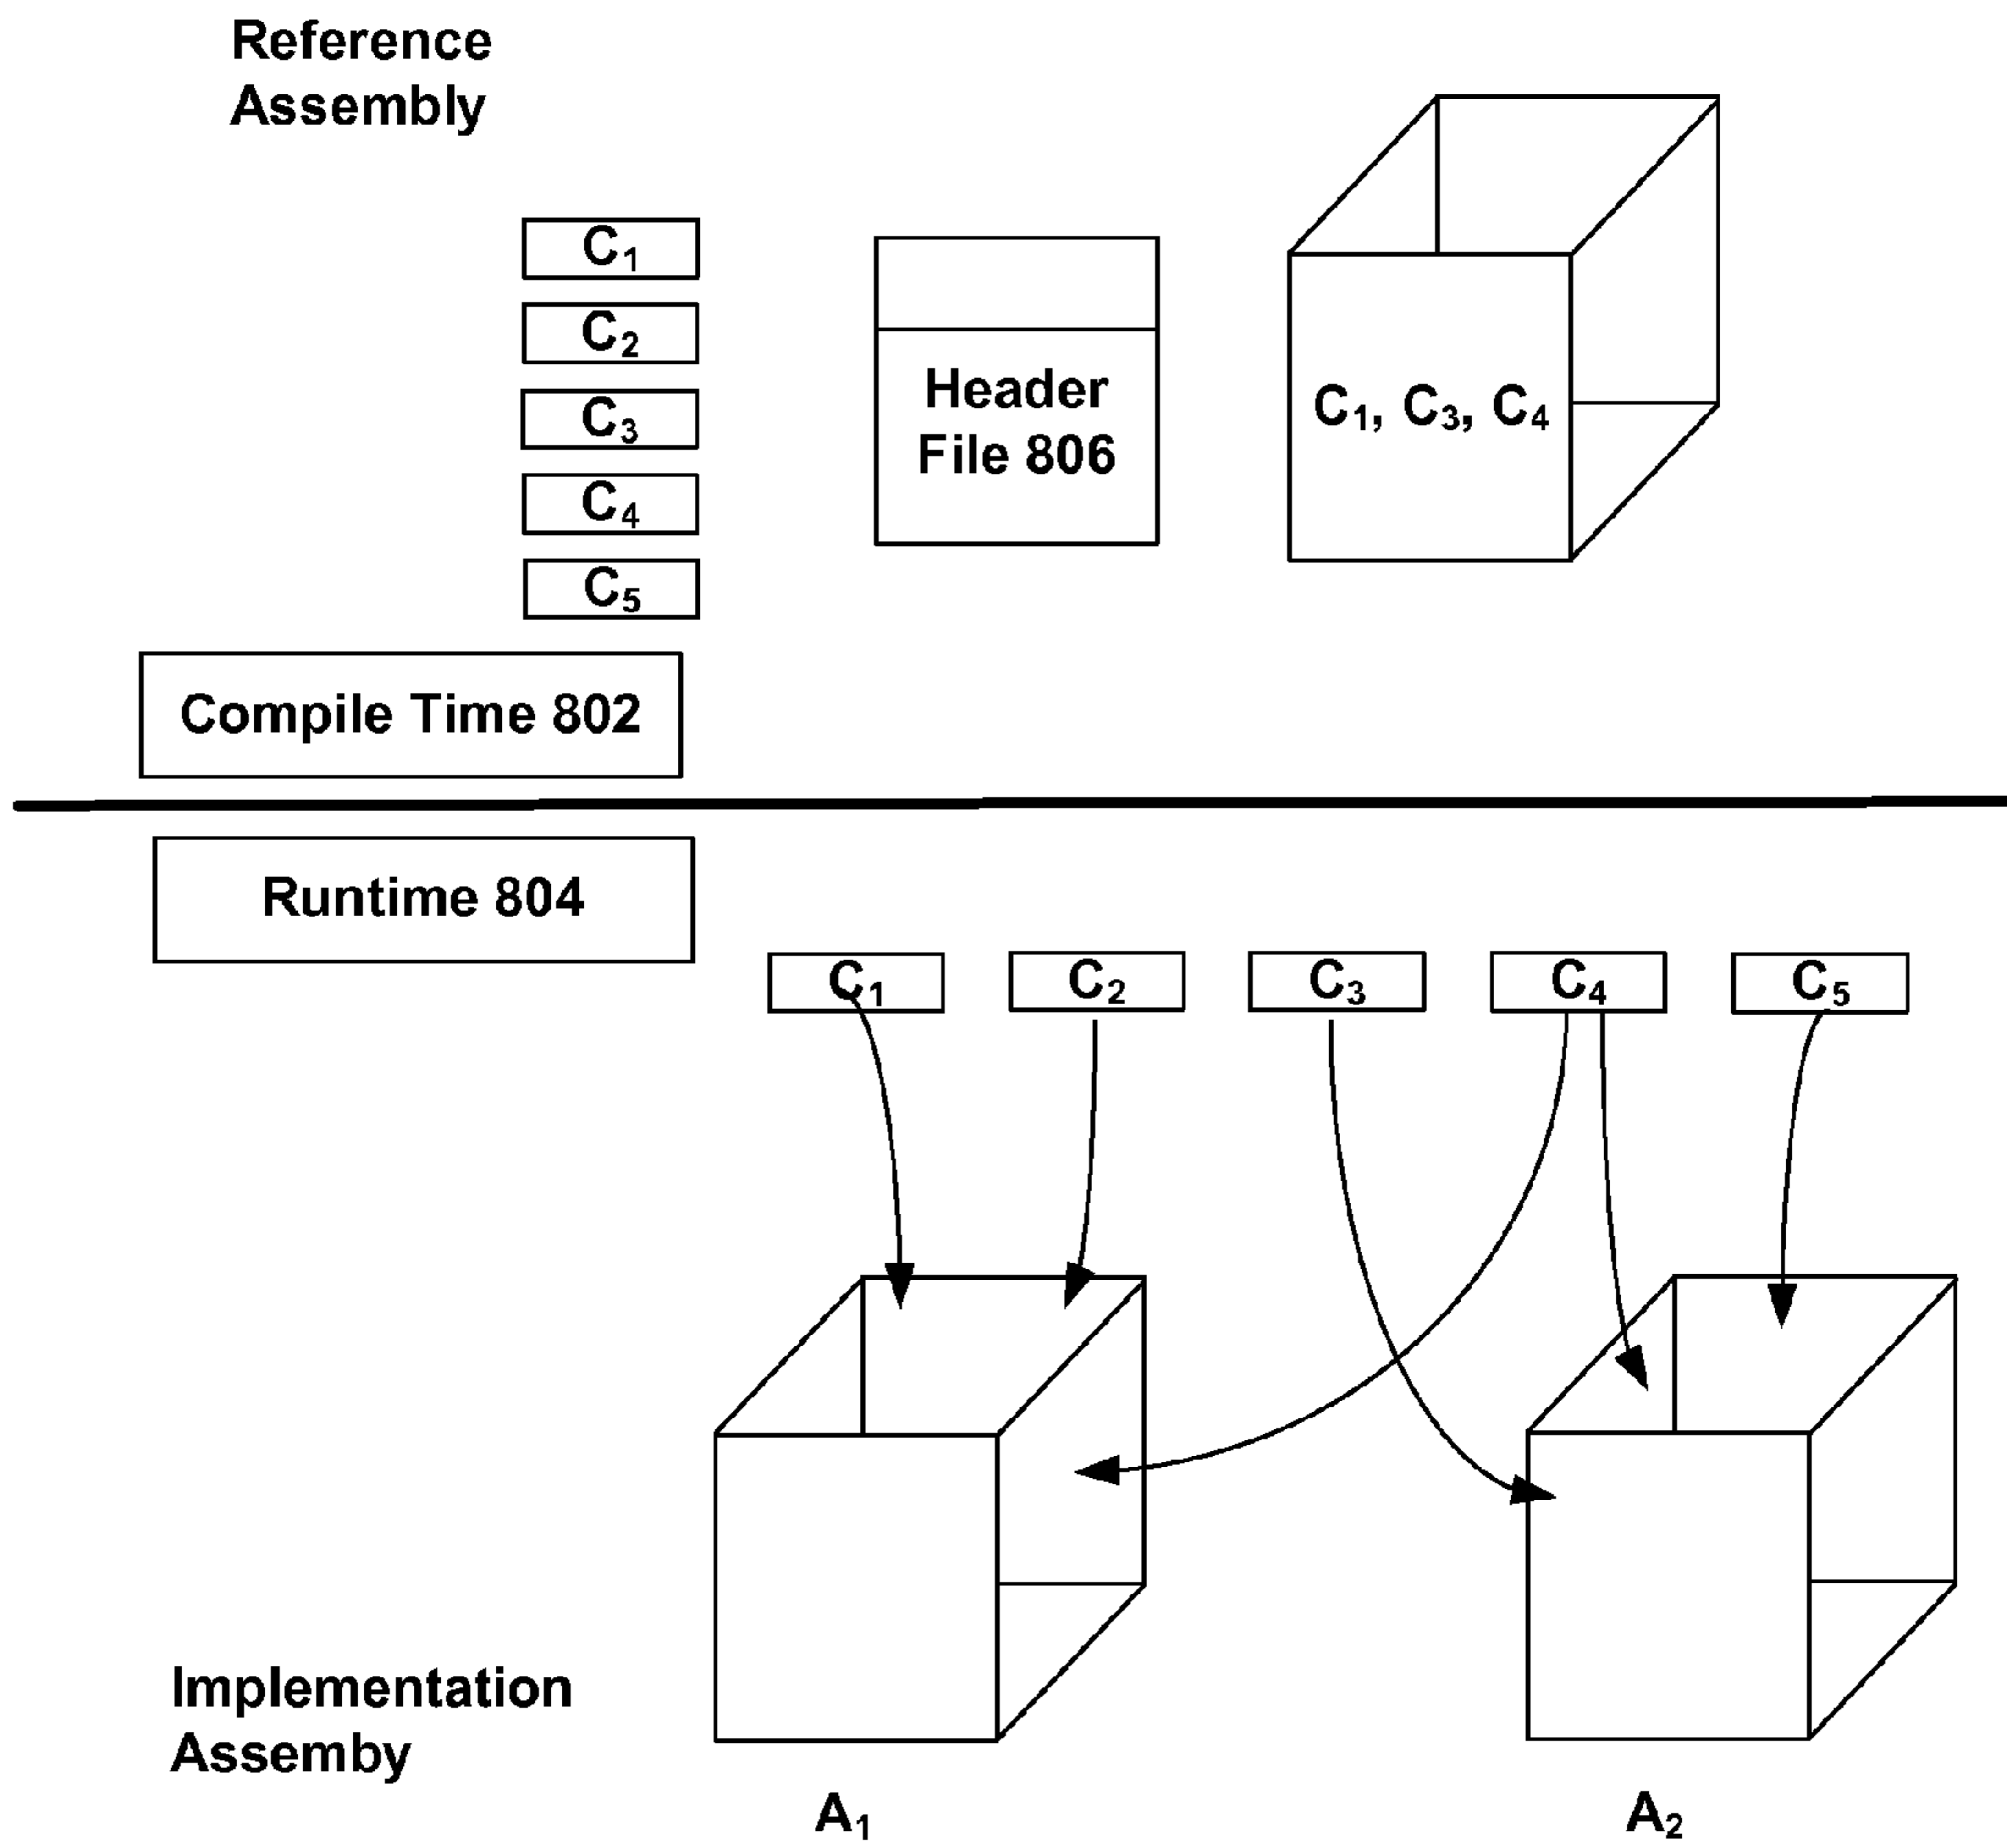 Reference
Assembly
C₁
C₂
C₃
C₄
C₅
Header
File 806
C₁, C₃, C₄
Compile Time 802
Runtime 804
C₁
C₂
C₃
C₄
C₅
Implementation
Assemby
A₁
A₂